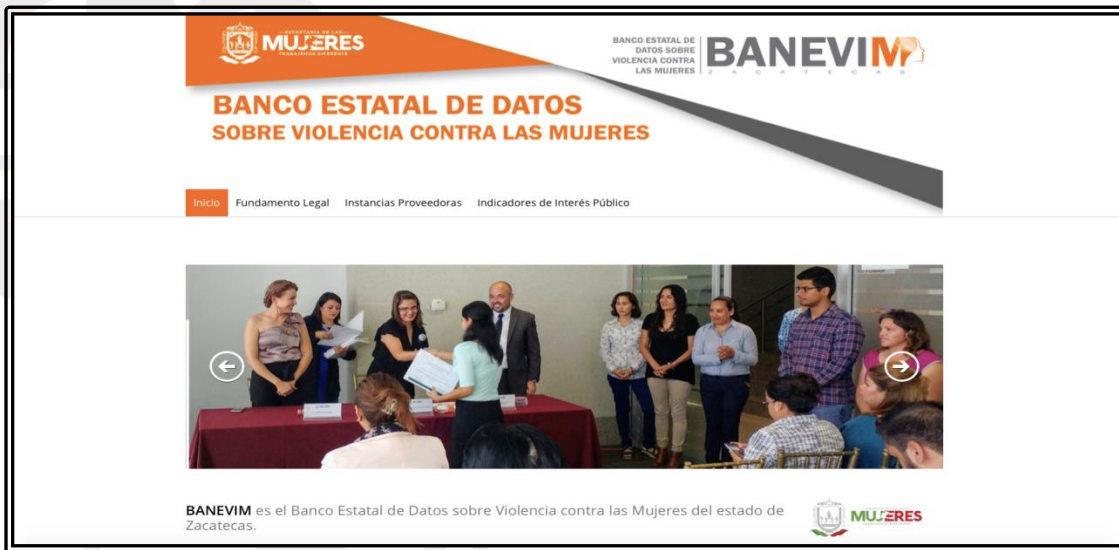 SECRETARÍA DE LAS
MUJERES
TRABAJEMOS DIFERENTE
BANCO ESTATAL DE
DATOS SOBRE
VIOLENCIA CONTRA
LAS MUJERES
BANEVIM
ZACATECAS
BANCO ESTATAL DE DATOS
SOBRE VIOLENCIA CONTRA LAS MUJERES
Inicio Fundamento Legal Instancias Proveedoras Indicadores de Interés Público
BANEVIM es el Banco Estatal de Datos sobre Violencia contra las Mujeres del estado de
Zacatecas.
MUJERES